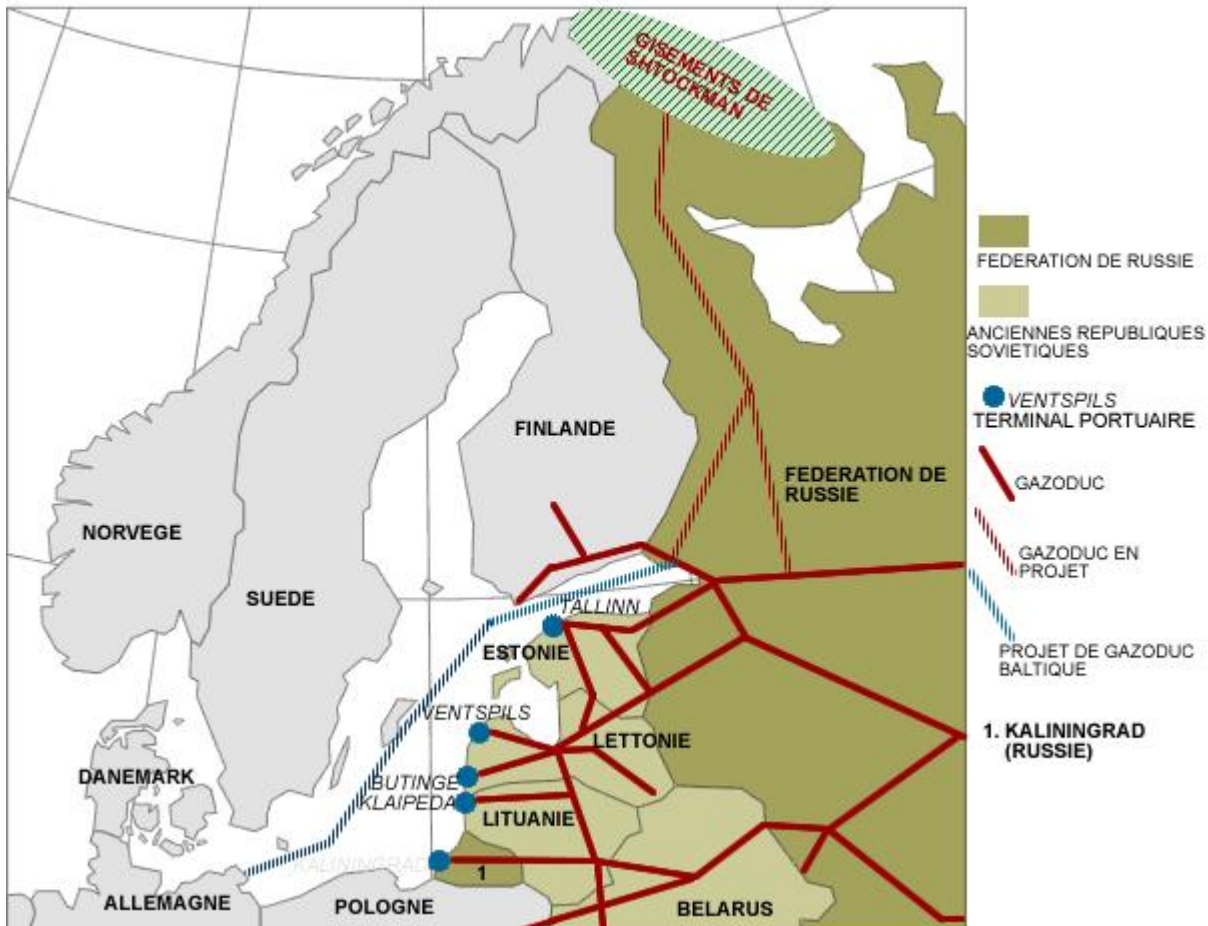 GISEMENTS DE
SHTOCKMAN
FINLANDE
FEDERATION DE
RUSSIE
NORVEGE
SUEDE
TALLINN
ESTONIE
VENTSPILS
LETTONIE
DANEMARK
BUTINGE
KLAIPEDA
LITUANIE
KALININGRAD
1
ALLEMAGNE
POLOGNE
BELARUS
FEDERATION DE RUSSIE
ANCIENNES REPUBLIQUES
SOVIETIQUES
VENTSPILS
TERMINAL PORTUAIRE
GAZODUC
GAZODUC EN
PROJET
PROJET DE GAZODUC
BALTIQUE
1. KALININGRAD
(RUSSIE)